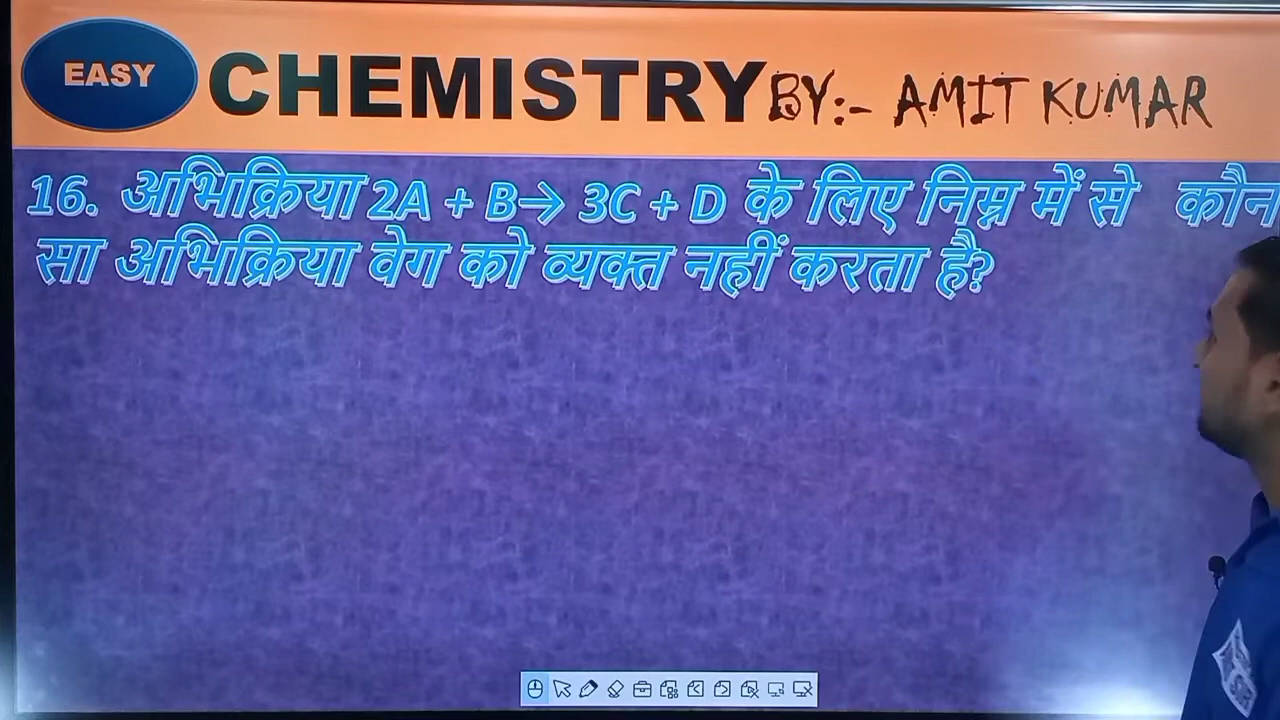 EASY
CHEMISTRY BY:- AMIT KUMAR
16. अभिक्रिया 2A + B→ 3C + D के लिए निम्न में से कौन
सा अभिक्रिया वेग को व्यक्त नहीं करता है?